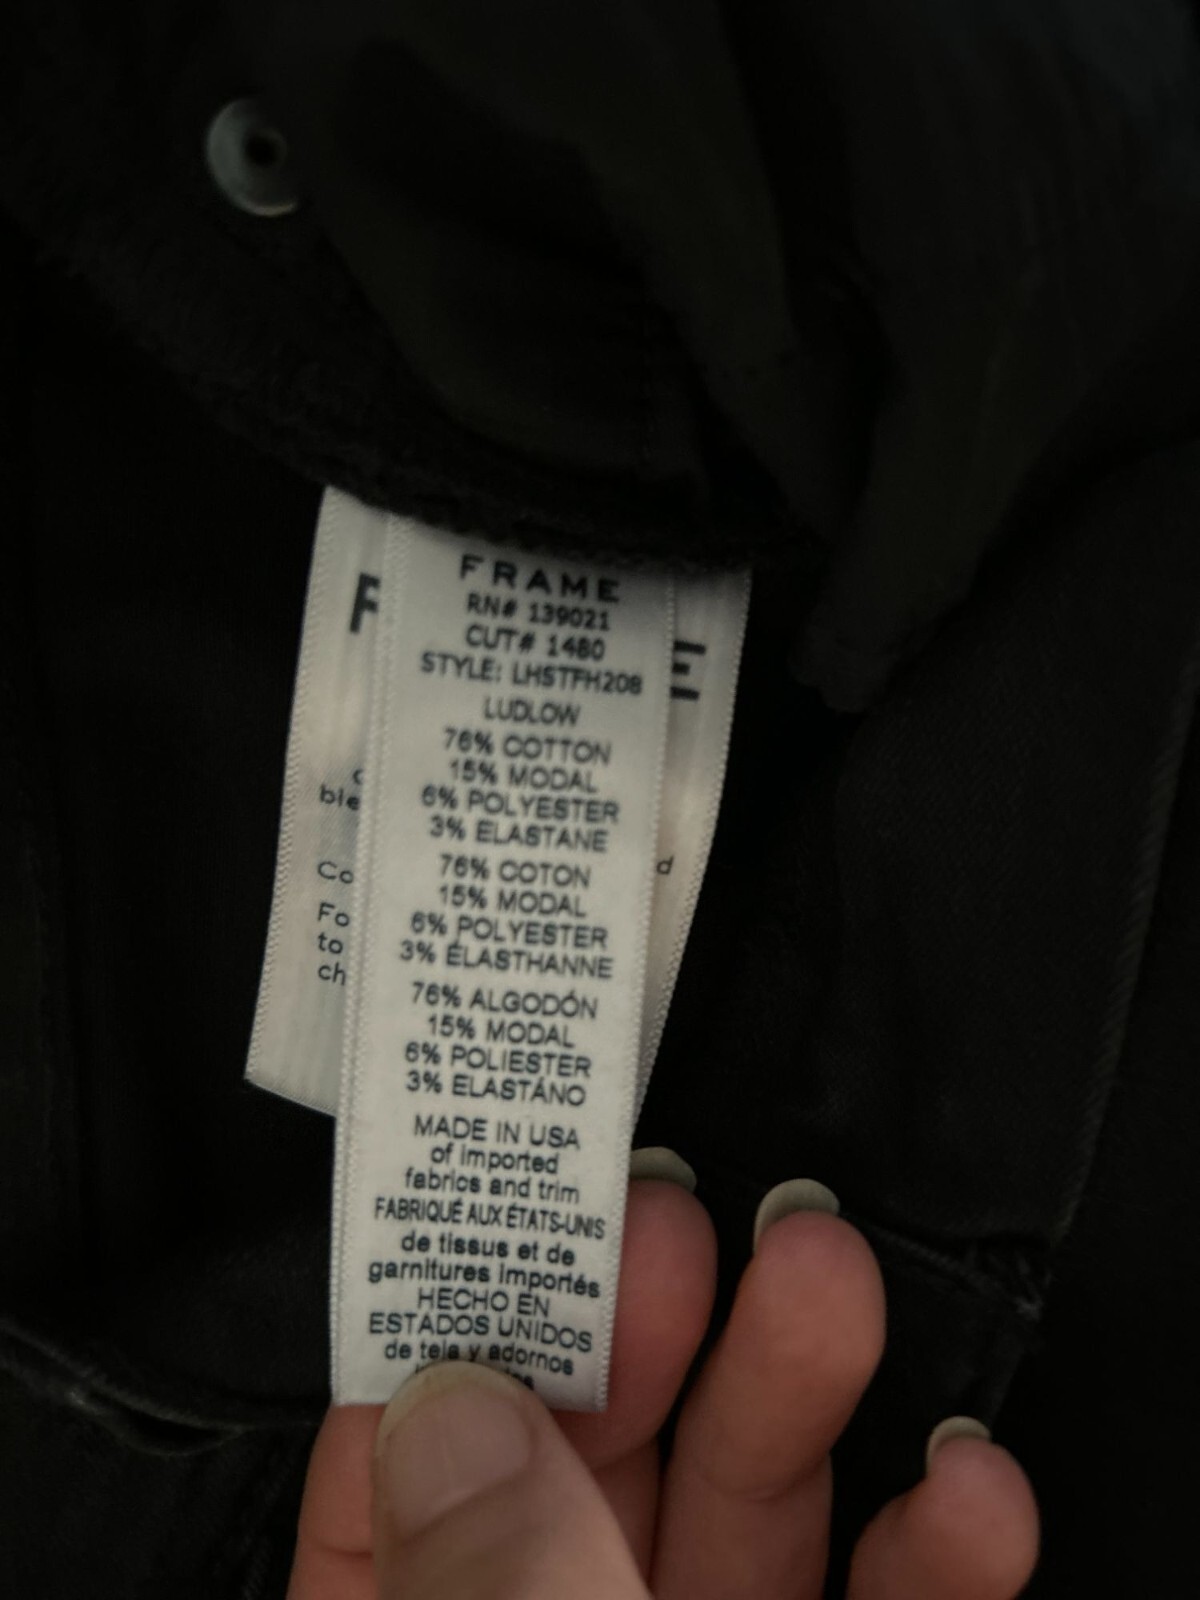 FRAME
RN# 139021
CUT# 1480
STYLE: LHSTFH208
LUDLOW
76% COTTON
15% MODAL
6% POLYESTER
3% ELASTANE
76% COTON
15% MODAL
6% POLYESTER
3% ÉLASTHANNE
76% ALGODÓN
15% MODAL
6% POLIESTER
3% ELASTÁNO
MADE IN USA
of imported
fabrics and trim
FABRIQUÉ AUX ÉTATS-UNIS
de tissus et de
garnitures importés
HECHO EN
ESTADOS UNIDOS
de tela y adornos